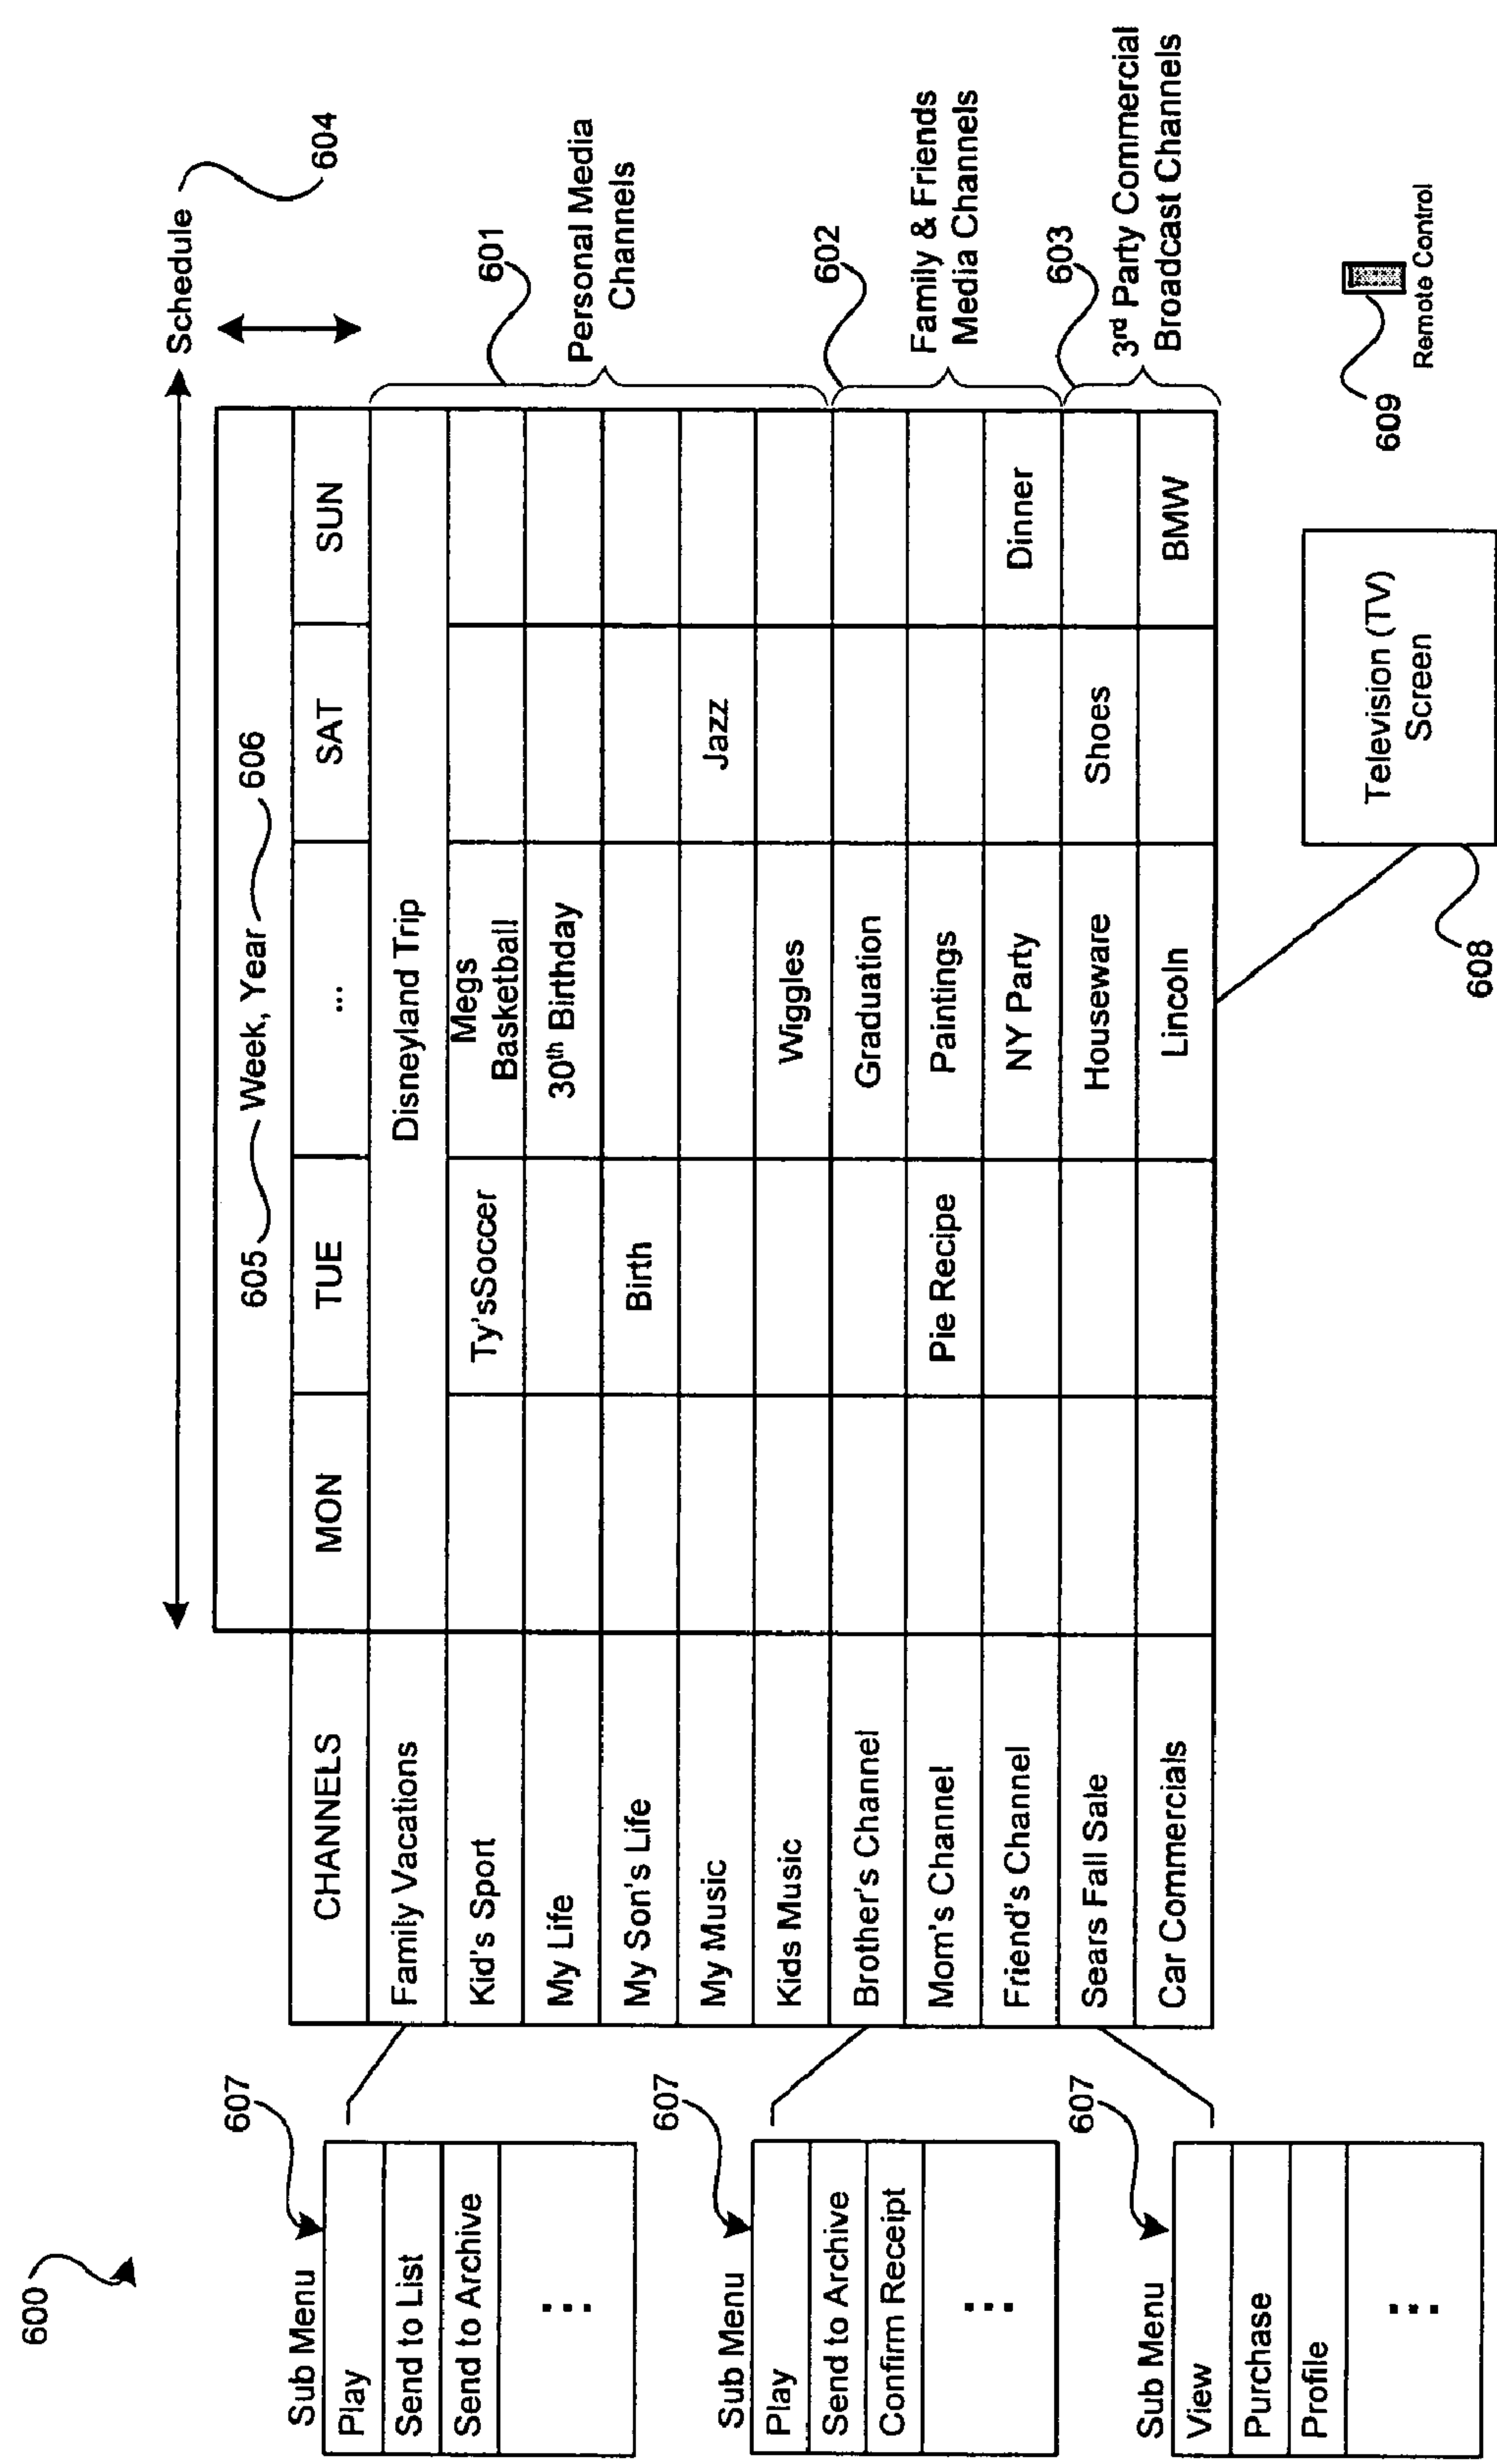 600
Schedule
604
605 Week, Year 606
CHANNELS MON TUE ... SAT SUN
Family Vacations Disneyland Trip
Kid's Sport Ty'sSoccer Megs
Basketball
My Life 30th Birthday
My Son's Life Birth
My Music Jazz
Kids Music Wiggles
Brother's Channel Graduation
Mom's Channel Pie Recipe Paintings
Friend's Channel NY Party Dinner
Sears Fall Sale Houseware Shoes
Car Commercials Lincoln BMW
601
Personal Media
Channels
602
Family & Friends
Media Channels
603
3rd Party Commercial
Broadcast Channels
607
Sub Menu
Play
Send to List
Send to Archive
⋮
607
Sub Menu
Play
Send to Archive
Confirm Receipt
⋮
607
Sub Menu
View
Purchase
Profile
⋮
Television (TV)
Screen
608
609
Remote Control